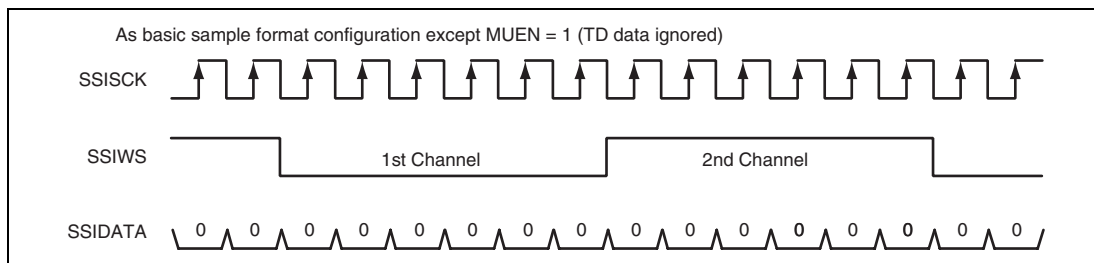 As basic sample format configuration except MUEN = 1 (TD data ignored)
SSISCK
SSIWS 1st Channel 2nd Channel
SSIDATA 0 0 0 0 0 0 0 0 0 0 0 0 0 0 0 0